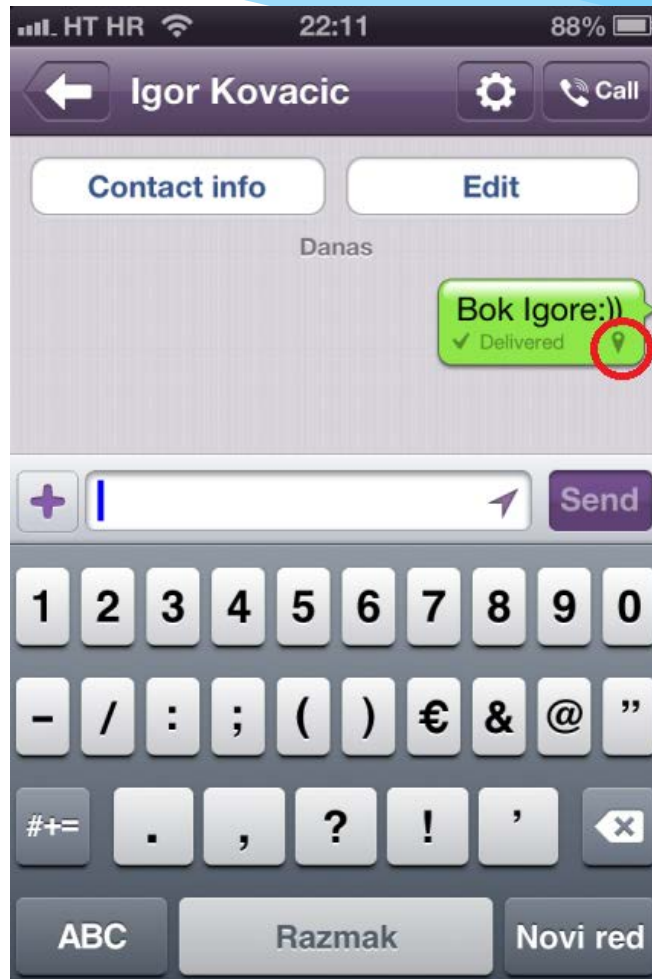 HT HR 22:11 88%
Igor Kovacic Call
Contact info Edit
Danas
Bok Igore:))
✓ Delivered
+ Send
1 2 3 4 5 6 7 8 9 0
- / : ; ( ) € & @ ”
#+= . , ? ! ’
ABC Razmak Novi red